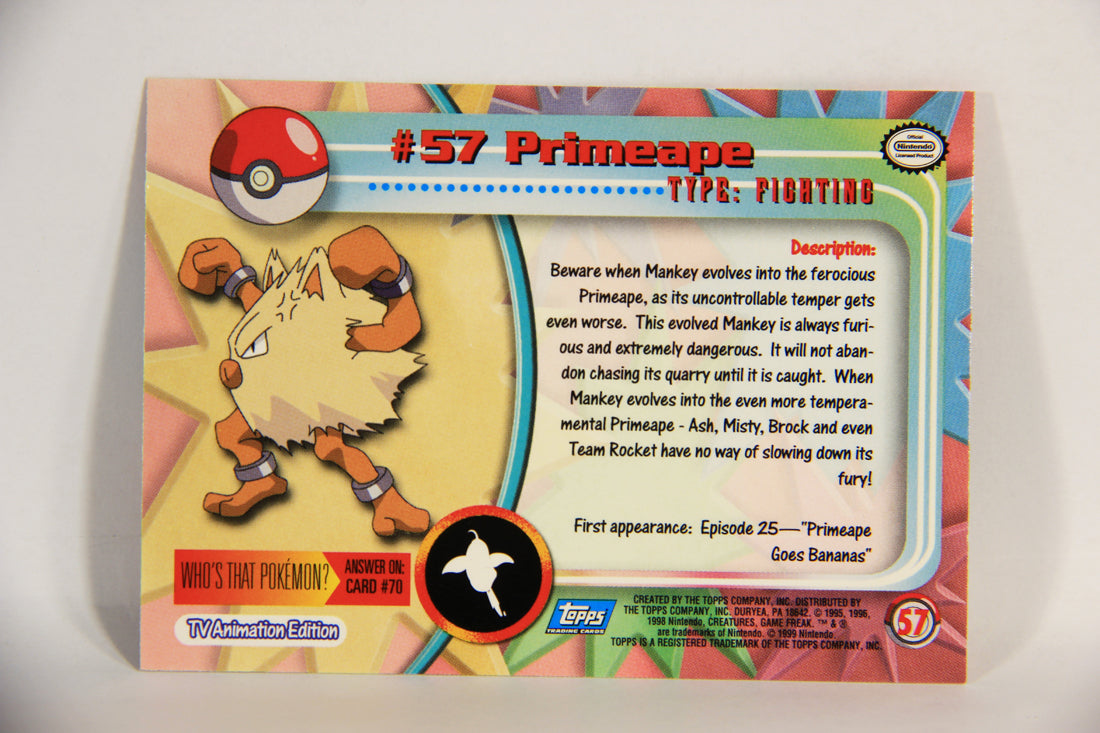 #57 Primeape
TYPE: FIGHTING
Official
Nintendo
Licensed Product
Description:
Beware when Mankey evolves into the ferocious
Primeape, as its uncontrollable temper gets
even worse. This evolved Mankey is always furi-
ous and extremely dangerous. It will not aban-
don chasing its quarry until it is caught. When
Mankey evolves into the even more tempera-
mental Primeape - Ash, Misty, Brock and even
Team Rocket have no way of slowing down its
fury!
First appearance: Episode 25—"Primeape
Goes Bananas"
WHO'S THAT POKÉMON?
ANSWER ON:
CARD #70
TV Animation Edition
Topps
TRADING CARDS
CREATED BY THE TOPPS COMPANY, INC. DISTRIBUTED BY
THE TOPPS COMPANY, INC. DURYEA, PA 18642. © 1995, 1996,
1998 Nintendo, CREATURES, GAME FREAK. ™ & ®
are trademarks of Nintendo. © 1999 Nintendo.
TOPPS IS A REGISTERED TRADEMARK OF THE TOPPS COMPANY, INC.
57